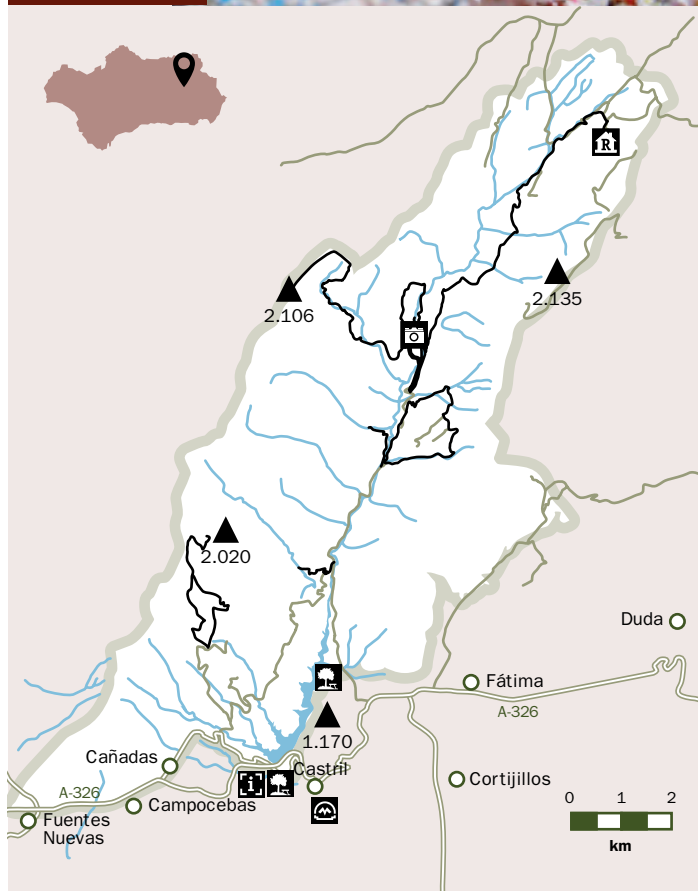 R
2.135
2.106
2.020
Duda
Fátima
A-326
1.170
Cañadas
Castril
i
Cortijillos
A-326
Campocebas
Fuentes
Nuevas
0 1 2
km